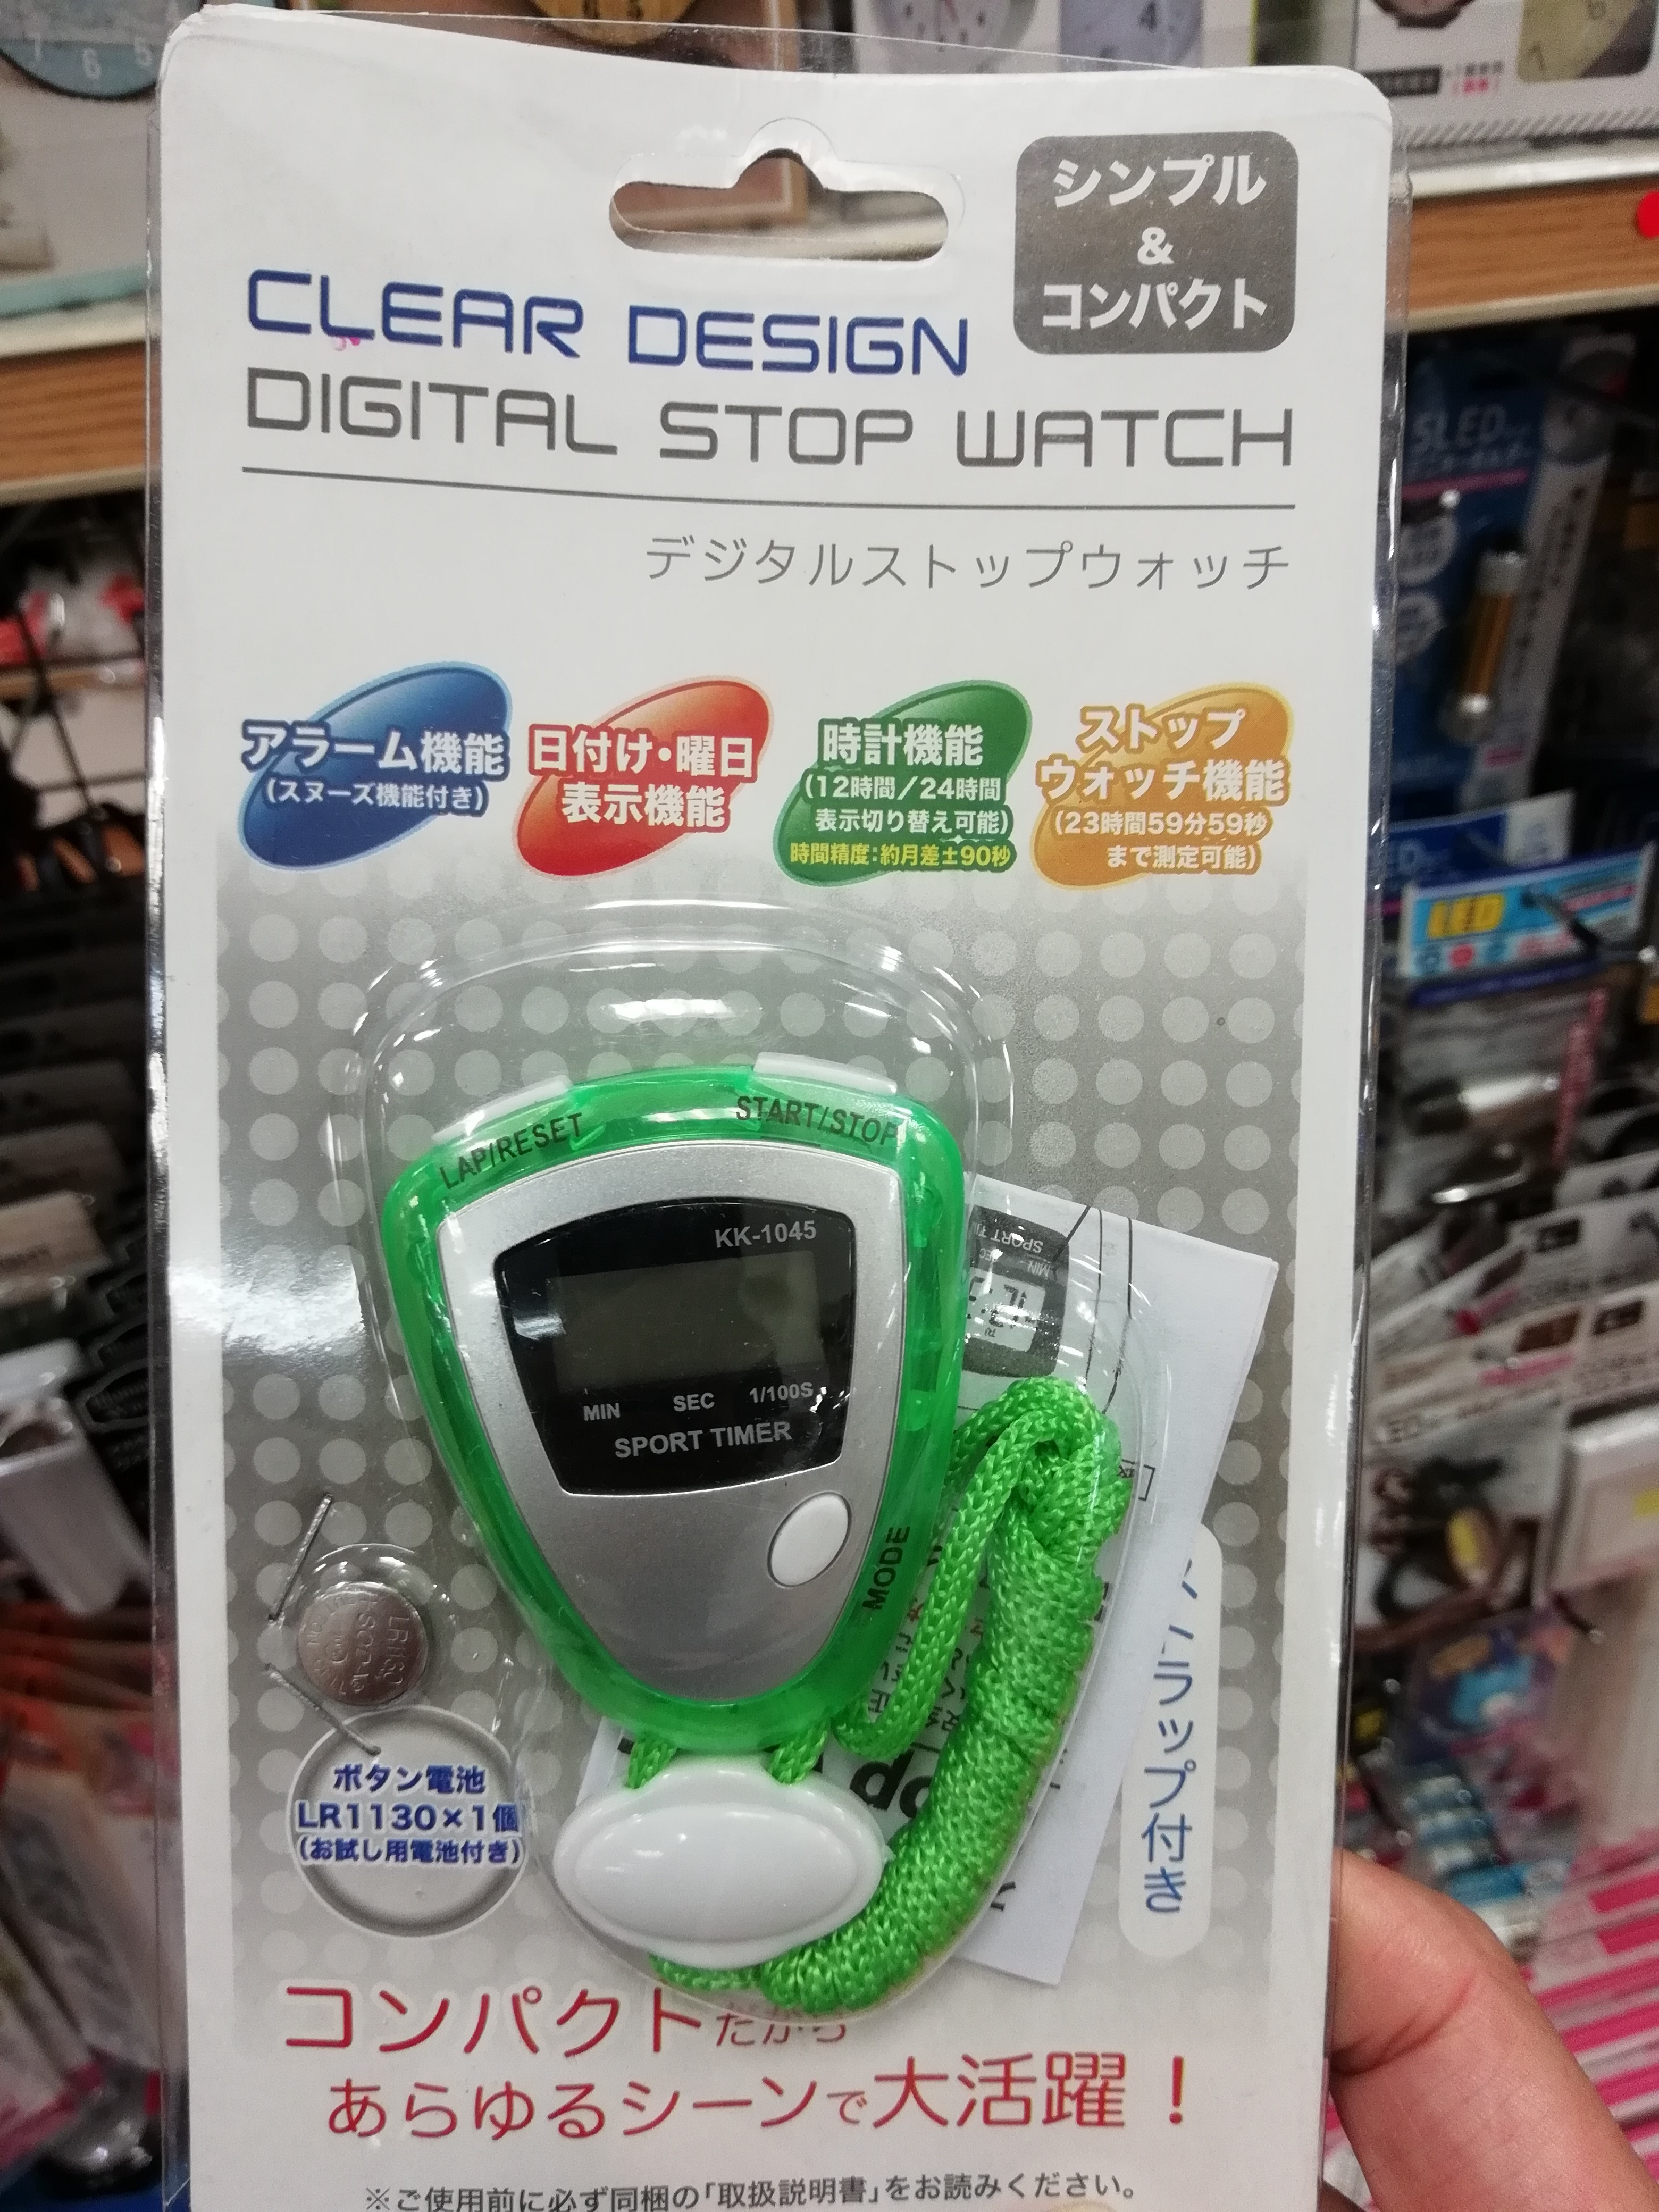 シンプル
&
コンパクト
CLEAR DESIGN
DIGITAL STOP WATCH
デジタルストップウォッチ
アラーム機能
(スヌーズ機能付き)
日付け・曜日
表示機能
時計機能
(12時間/24時間
表示切り替え可能)
時間精度:約月差±90秒
ストップ
ウォッチ機能
(23時間59分59秒
まで測定可能)
LAP/RESET
START/STOP
KK-1045
MIN SEC 1/100S
SPORT TIMER
MODE
ボタン電池
LR1130×1個
(お試し用電池付き)
ラップ付き
コンパクトだから
あらゆるシーンで大活躍!
※ご使用前に必ず同梱の「取扱説明書」をお読みください。
5LED
LED